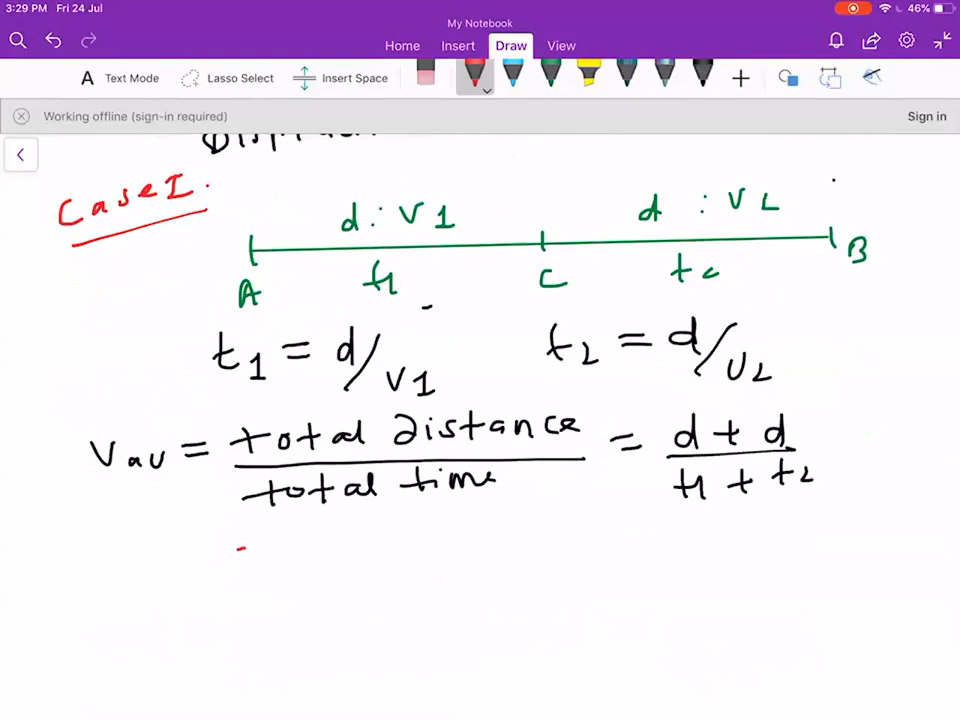 3:29 PM Fri 24 Jul 46%
My Notebook
Home Insert Draw View
A Text Mode Lasso Select Insert Space
Working offline (sign-in required) Sign in
Case I.
d : V1 d : V2
A t1 C t2 B
t1 = d/V1 t2 = d/V2
Vav = total distance / total time = d + d / t1 + t2